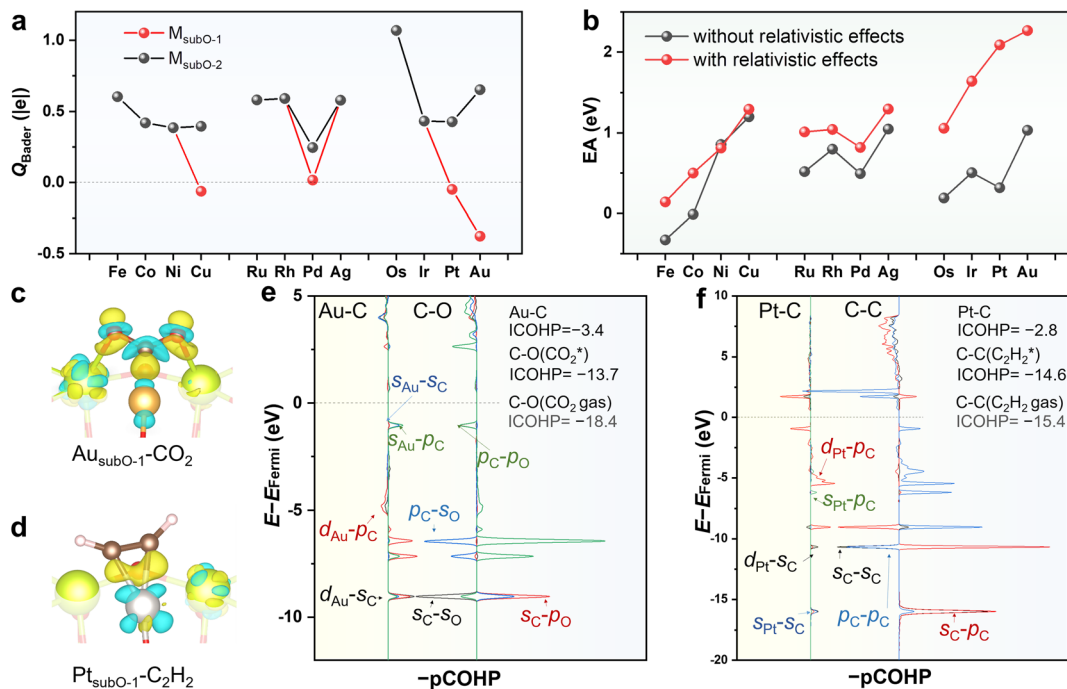 a
Q_Bader (|e|)
1.0
0.5
0.0
-0.5
M_subO-1
M_subO-2
Fe Co Ni Cu Ru Rh Pd Ag Os Ir Pt Au
b
EA (eV)
2
1
0
without relativistic effects
with relativistic effects
Fe Co Ni Cu Ru Rh Pd Ag Os Ir Pt Au
c
Au_subO-1-CO_2
d
Pt_subO-1-C_2H_2
e
E−E_Fermi (eV)
5
0
-5
-10
Au-C
C-O
Au-C
ICOHP=−3.4
C-O(CO_2*)
ICOHP= −13.7
C-O(CO_2 gas)
ICOHP= −18.4
s_Au-s_C
s_Au-p_C
p_C-p_O
d_Au-p_C
p_C-s_O
d_Au-s_C
s_C-s_O
s_C-p_O
−pCOHP
f
E−E_Fermi (eV)
10
5
0
-5
-10
-15
-20
Pt-C
C-C
Pt-C
ICOHP= −2.8
C-C(C_2H_2*)
ICOHP= −14.6
C-C(C_2H_2 gas)
ICOHP= −15.4
d_Pt-p_C
s_Pt-p_C
d_Pt-s_C
s_C-s_C
s_Pt-s_C
p_C-p_C
s_C-p_C
−pCOHP